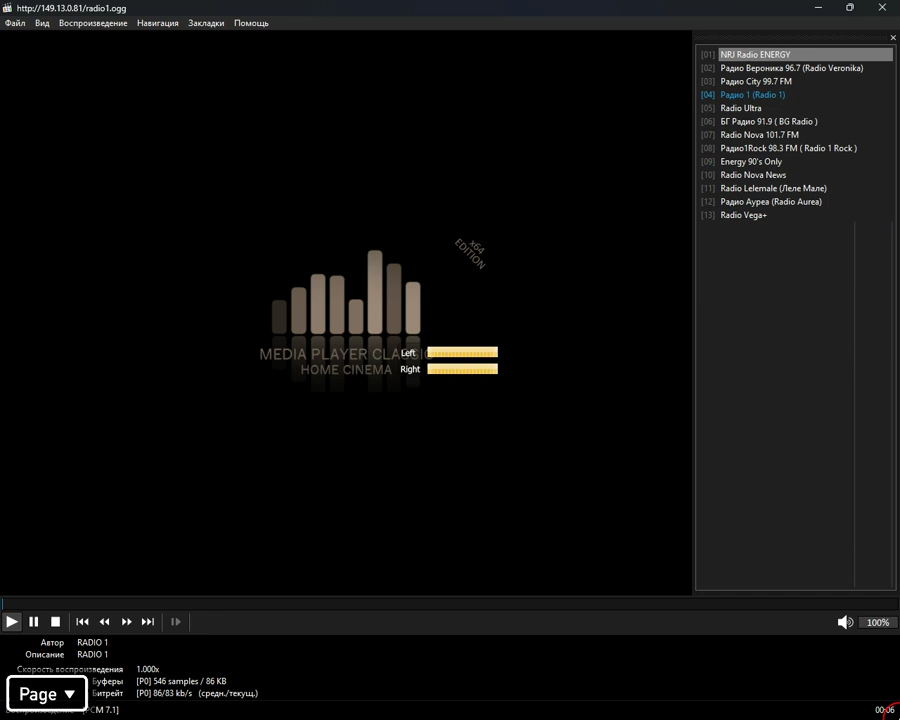 http://149.13.0.81/radio1.ogg
Файл Вид Воспроизведение Навигация Закладки Помощь
[01] NRJ Radio ENERGY
[02] Радио Вероника 96.7 (Radio Veronika)
[03] Радио City 99.7 FM
[04] Радио 1 (Radio 1)
[05] Radio Ultra
[06] БГ Радио 91.9 ( BG Radio )
[07] Radio Nova 101.7 FM
[08] Радио1Rock 98.3 FM ( Radio 1 Rock )
[09] Energy 90's Only
[10] Radio Nova News
[11] Radio Lelemale (Леле Мале)
[12] Радио Ауреа (Radio Aurea)
[13] Radio Vega+
x64
EDITION
MEDIA PLAYER CLASSIC
HOME CINEMA
Left
Right
100%
Автор RADIO 1
Описание RADIO 1
Скорость воспроизведения 1.000x
Буферы [P0] 546 samples / 86 KB
Битрейт [P0] 86/83 kb/s (средн./текущ.)
Page ▼
00:06